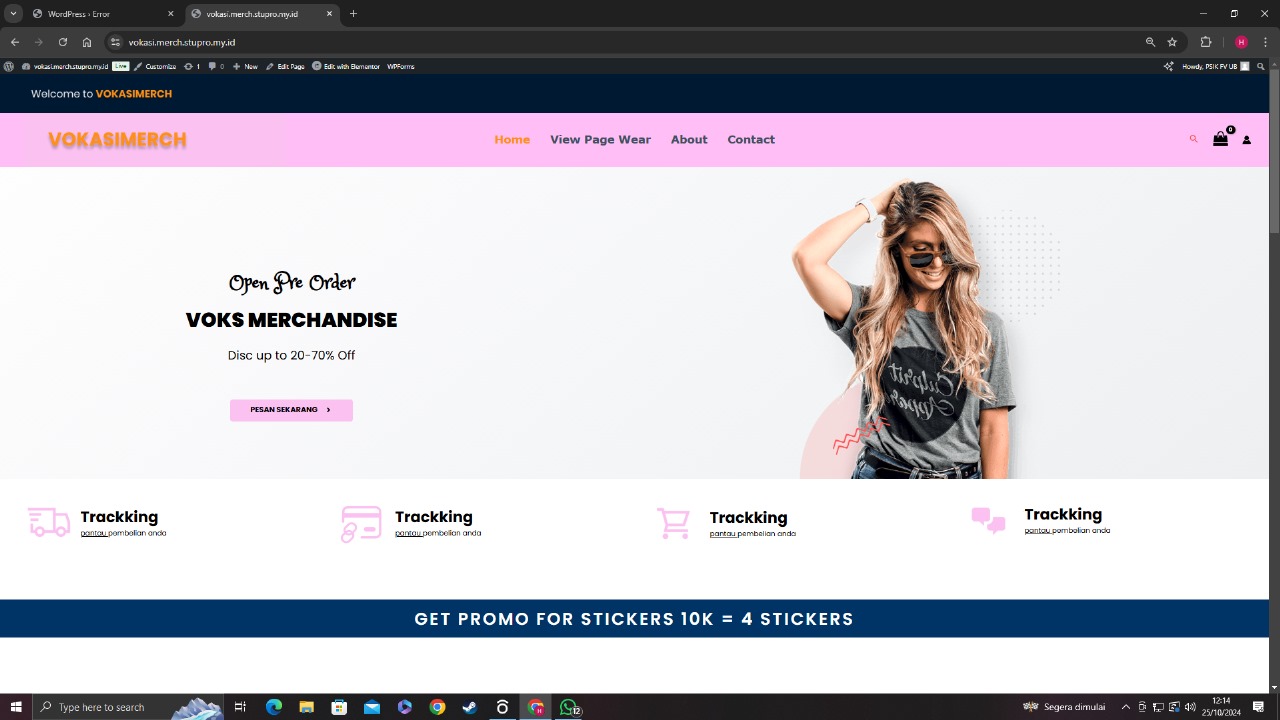 WordPress › Error
vokasi.merch.stupro.my.id
vokasi.merch.stupro.my.id
H
vokasi.merch.stupro.my.id Live Customize 1 0 New Edit Page Edit with Elementor WPForms Howdy, PSIK FV UB
Welcome to VOKASIMERCH
VOKASIMERCH
Home View Page Wear About Contact
0
Open Pre Order
VOKS MERCHANDISE
Disc up to 20-70% Off
PESAN SEKARANG
Culprit
Apparel
Trackking
pantau pembelian anda
Trackking
pantau pembelian anda
Trackking
pantau pembelian anda
Trackking
pantau pembelian anda
GET PROMO FOR STICKERS 10K = 4 STICKERS
Type here to search
H
12
Segera dimulai
12:14
25/10/2024